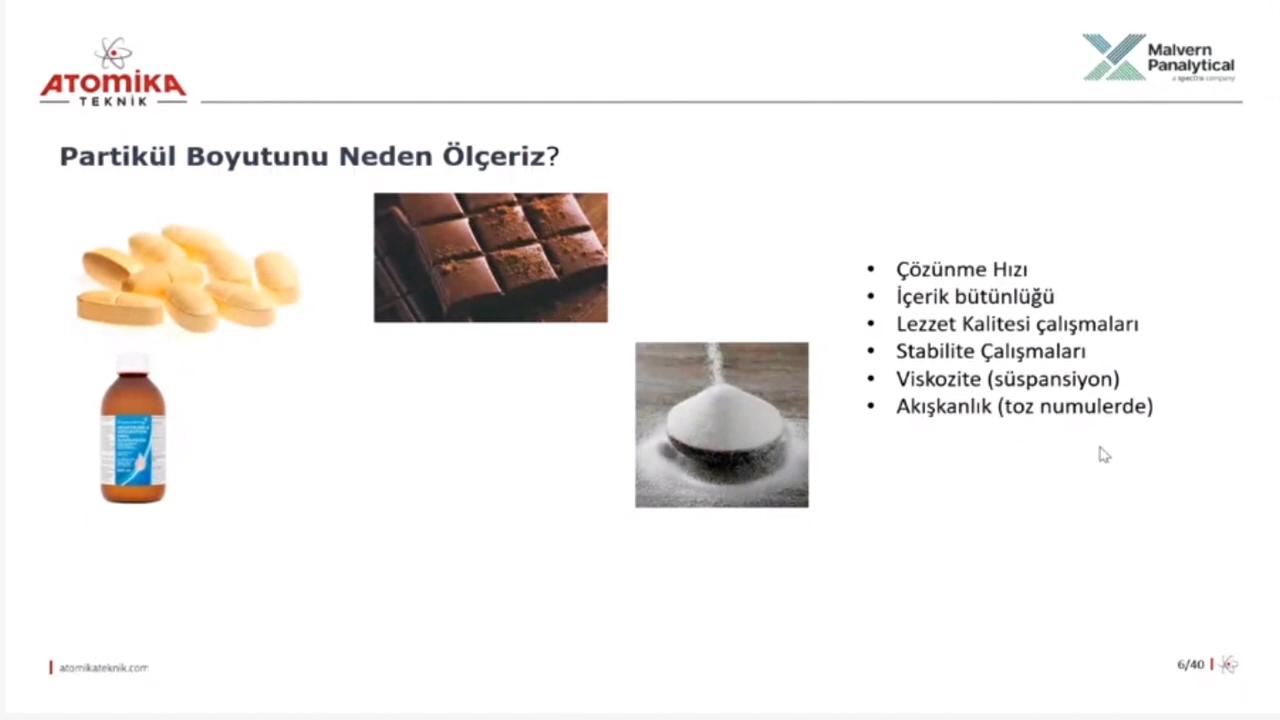 ATOMİKA
TEKNİK
Malvern
Panalytical
a spectris company
Partikül Boyutunu Neden Ölçeriz?
• Çözünme Hızı
• İçerik bütünlüğü
• Lezzet Kalitesi çalışmaları
• Stabilite Çalışmaları
• Viskozite (süspansiyon)
• Akışkanlık (toz numulerde)
atomikateknik.com
6/40